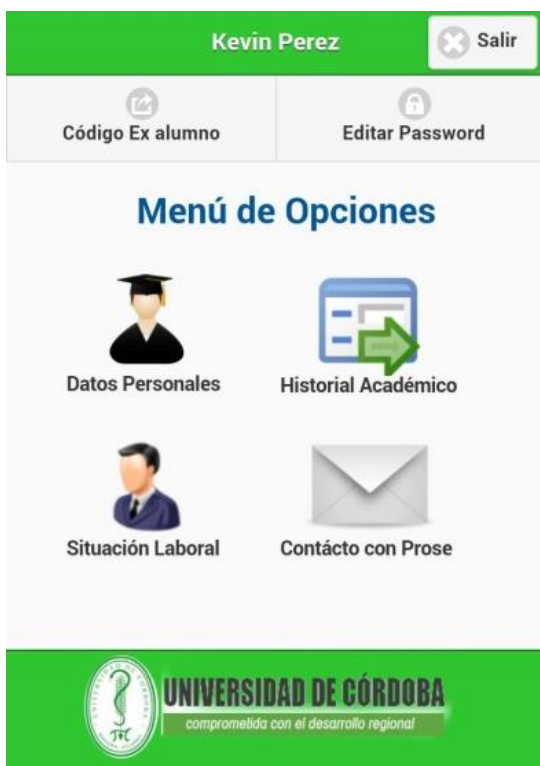 Kevin Perez
Salir
Código Ex alumno
Editar Password
Menú de Opciones
Datos Personales
Historial Académico
Situación Laboral
Contácto con Prose
UNIVERSIDAD DE CÓRDOBA
comprometida con el desarrollo regional